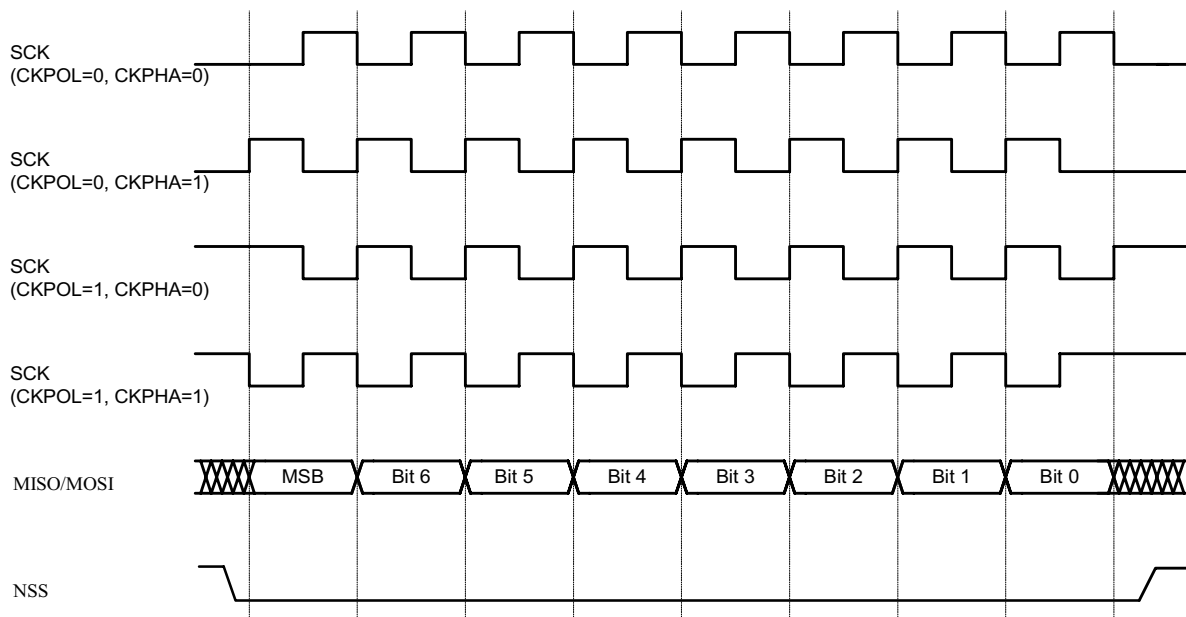 SCK
(CKPOL=0, CKPHA=0)
SCK
(CKPOL=0, CKPHA=1)
SCK
(CKPOL=1, CKPHA=0)
SCK
(CKPOL=1, CKPHA=1)
MISO/MOSI
MSB
Bit 6
Bit 5
Bit 4
Bit 3
Bit 2
Bit 1
Bit 0
NSS